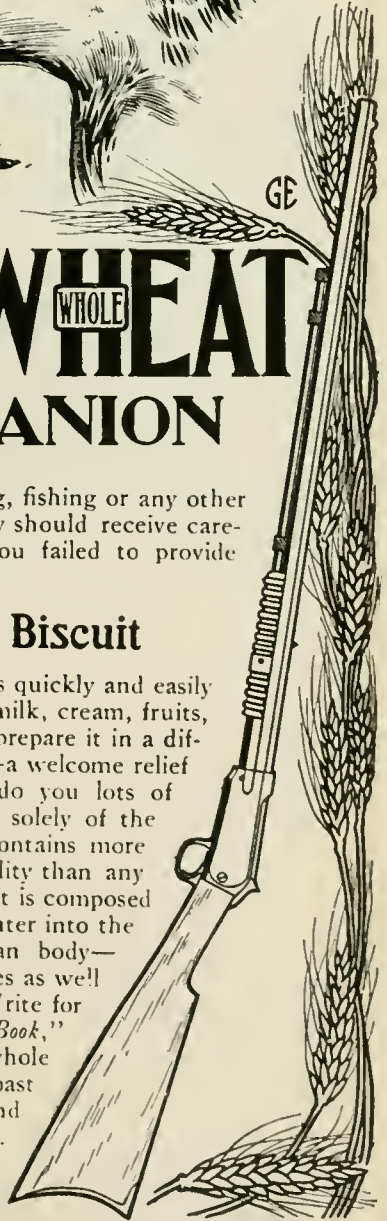 GE
WHEAT
WHOLE
ANION
g, fishing or any other
y should receive care-
ou failed to provide
Biscuit
s quickly and easily
milk, cream, fruits,
prepare it in a dif-
-a welcome relief
do you lots of
solely of the
ontains more
lity than any
t is composed
nter into the
an body—
es as well
rite for
Book,"
whole
oast
nd
.